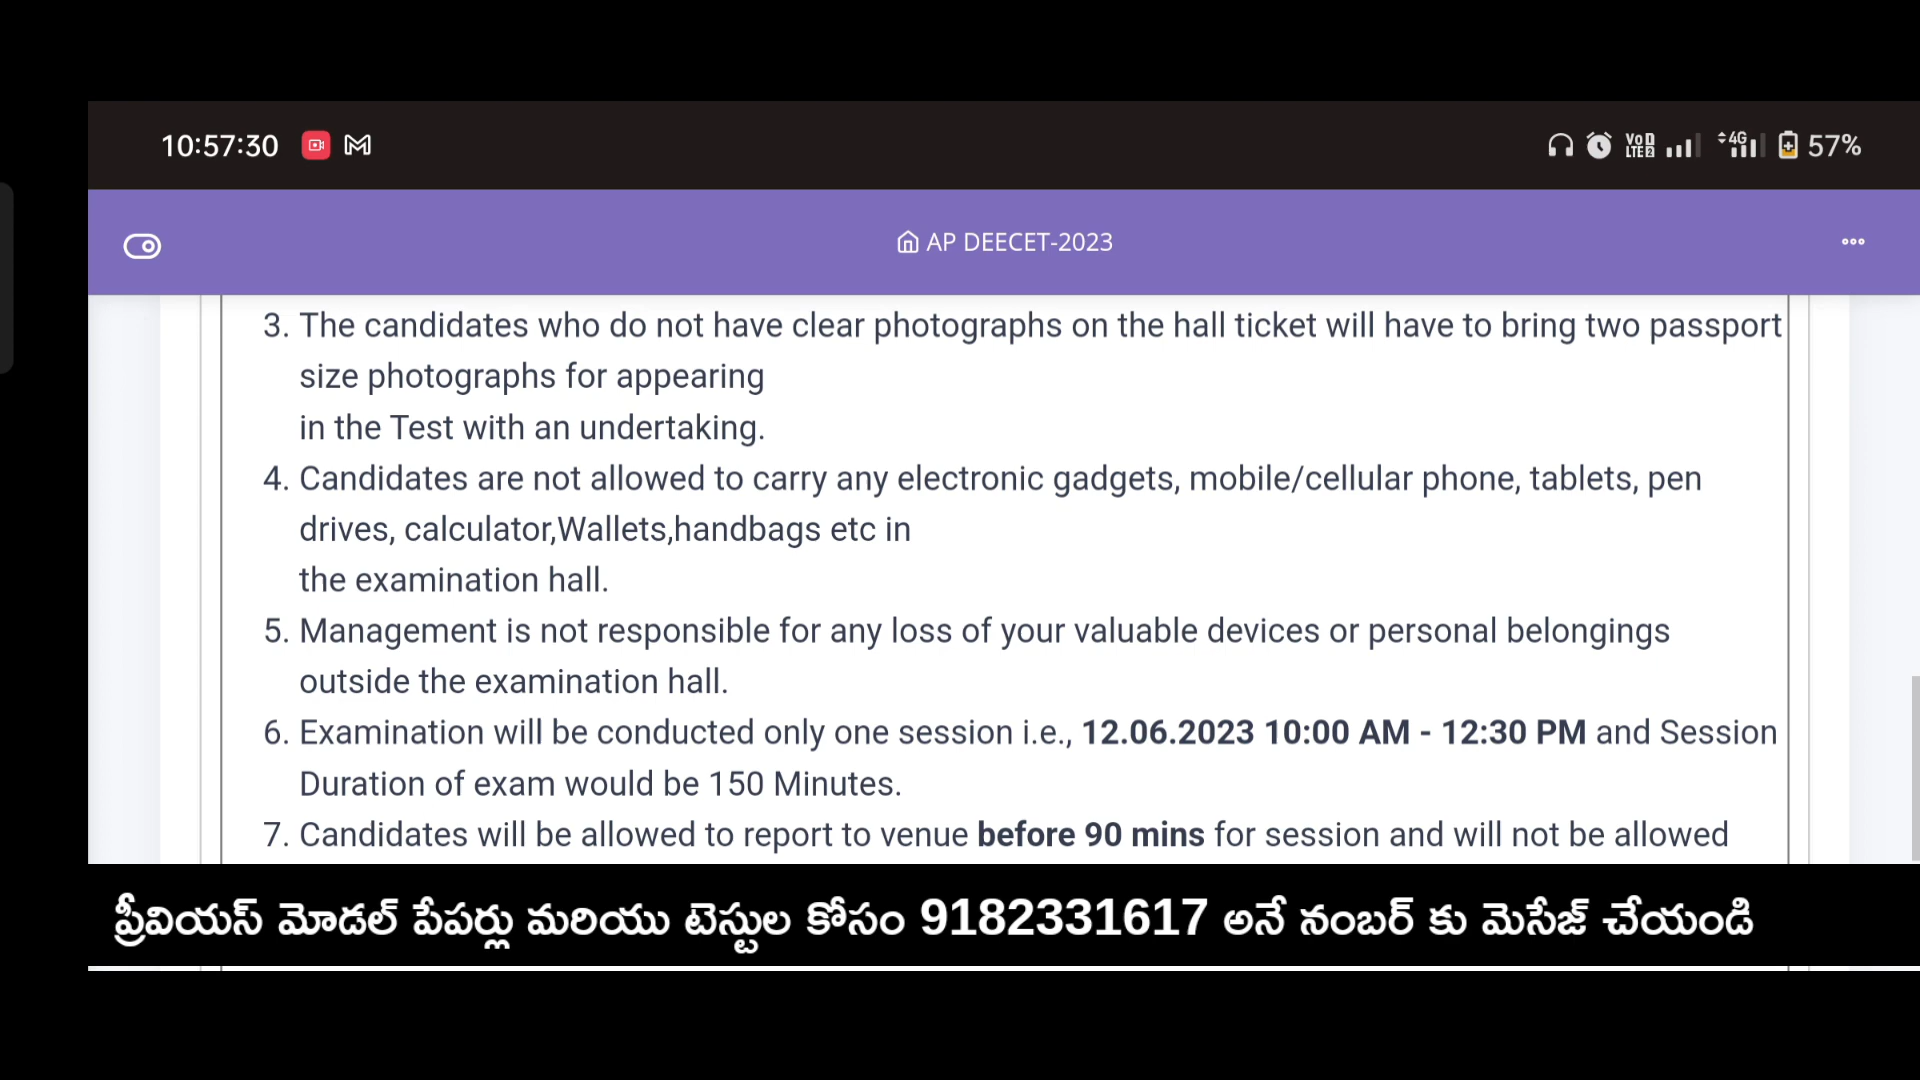 10:57:30
VoD LTE2 4G 57%
AP DEECET-2023
3. The candidates who do not have clear photographs on the hall ticket will have to bring two passport
size photographs for appearing
in the Test with an undertaking.
4. Candidates are not allowed to carry any electronic gadgets, mobile/cellular phone, tablets, pen
drives, calculator,Wallets,handbags etc in
the examination hall.
5. Management is not responsible for any loss of your valuable devices or personal belongings
outside the examination hall.
6. Examination will be conducted only one session i.e., 12.06.2023 10:00 AM - 12:30 PM and Session
Duration of exam would be 150 Minutes.
7. Candidates will be allowed to report to venue before 90 mins for session and will not be allowed
ప్రీవియస్ మోడల్ పేపర్లు మరియు టెస్టుల కోసం 9182331617 అనే నంబర్ కు మెసేజ్ చేయండి